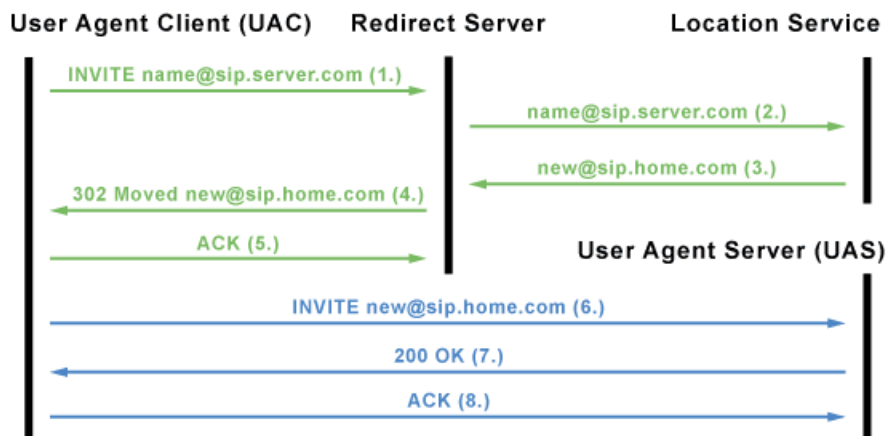 User Agent Client (UAC) Redirect Server Location Service
INVITE name@sip.server.com (1.)
name@sip.server.com (2.)
new@sip.home.com (3.)
302 Moved new@sip.home.com (4.)
ACK (5.)
User Agent Server (UAS)
INVITE new@sip.home.com (6.)
200 OK (7.)
ACK (8.)